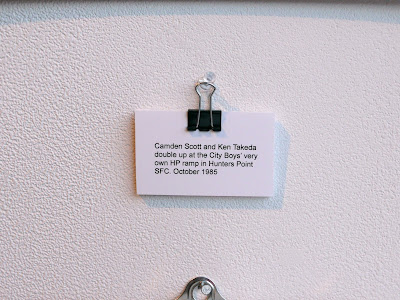 Camden Scott and Ken Takeda
double up at the City Boys' very
own HP ramp in Hunters Point
SFC. October 1985